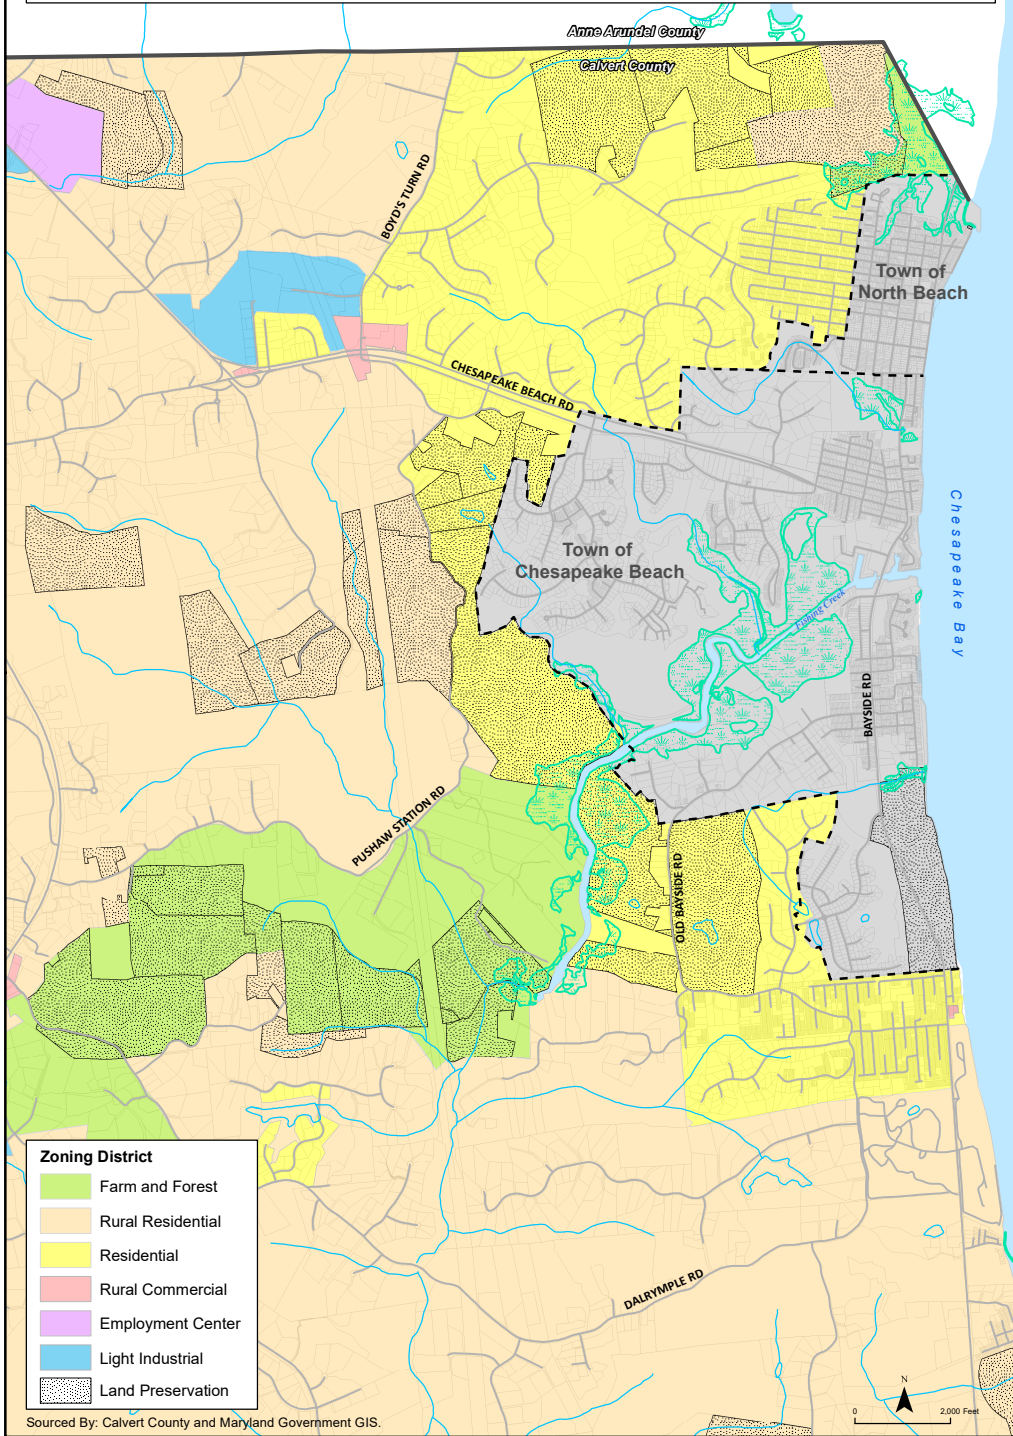 Anne Arundel County
Calvert County
BOYD'S TURN RD
Town of
North Beach
CHESAPEAKE BEACH RD
Chesapeake Bay
Town of
Chesapeake Beach
Fishing Creek
BAYSIDE RD
PUSHAW STATION RD
OLD BAYSIDE RD
Zoning District
Farm and Forest
Rural Residential
Residential
Rural Commercial
Employment Center
Light Industrial
Land Preservation
DALRYMPLE RD
N
0 2,000 Feet
Sourced By: Calvert County and Maryland Government GIS.